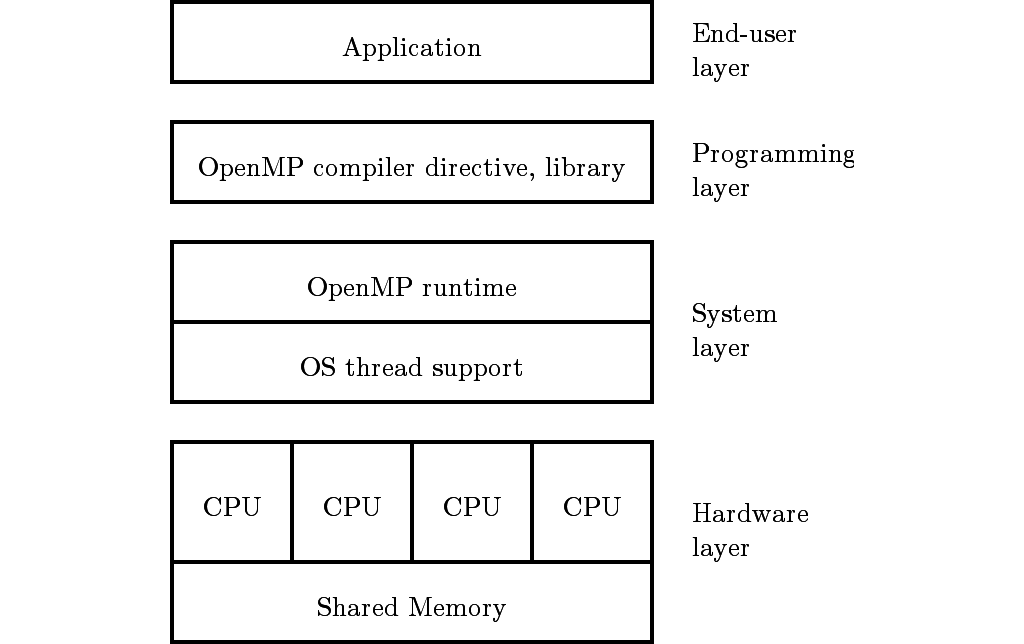 Application
End-user
layer
OpenMP compiler directive, library
Programming
layer
OpenMP runtime
OS thread support
System
layer
CPU CPU CPU CPU
Shared Memory
Hardware
layer